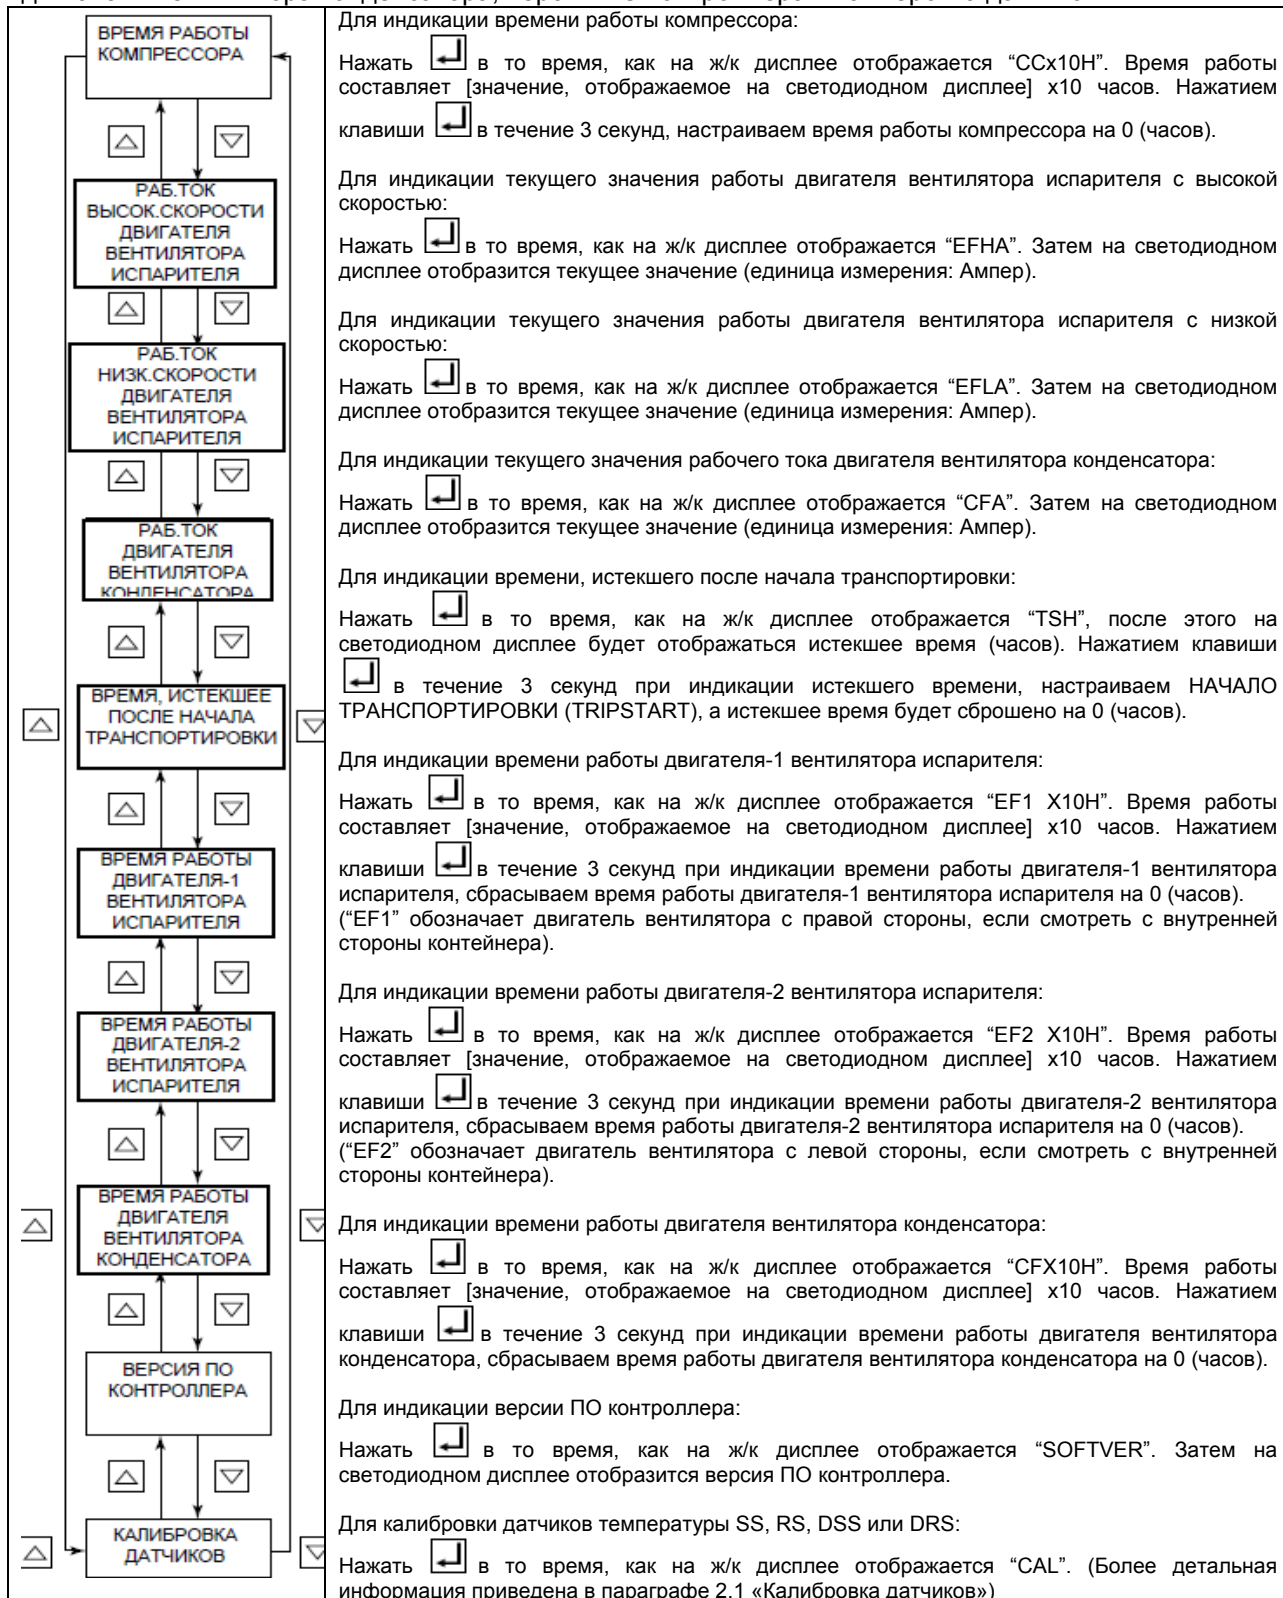 ВРЕМЯ РАБОТЫ
КОМПРЕССОРА
РАБ.ТОК
ВЫСОК.СКОРОСТИ
ДВИГАТЕЛЯ
ВЕНТИЛЯТОРА
ИСПАРИТЕЛЯ
РАБ.ТОК
НИЗК.СКОРОСТИ
ДВИГАТЕЛЯ
ВЕНТИЛЯТОРА
ИСПАРИТЕЛЯ
РАБ.ТОК
ДВИГАТЕЛЯ
ВЕНТИЛЯТОРА
КОНДЕНСАТОРА
ВРЕМЯ, ИСТЕКШЕЕ
ПОСЛЕ НАЧАЛА
ТРАНСПОРТИРОВКИ
ВРЕМЯ РАБОТЫ
ДВИГАТЕЛЯ-1
ВЕНТИЛЯТОРА
ИСПАРИТЕЛЯ
ВРЕМЯ РАБОТЫ
ДВИГАТЕЛЯ-2
ВЕНТИЛЯТОРА
ИСПАРИТЕЛЯ
ВРЕМЯ РАБОТЫ
ДВИГАТЕЛЯ
ВЕНТИЛЯТОРА
КОНДЕНСАТОРА
ВЕРСИЯ ПО
КОНТРОЛЛЕРА
КАЛИБРОВКА
ДАТЧИКОВ
Для индикации времени работы компрессора:
Нажать в то время, как на ж/к дисплее отображается “CCx10H”. Время работы
составляет [значение, отображаемое на светодиодном дисплее] x10 часов. Нажатием
клавиши в течение 3 секунд, настраиваем время работы компрессора на 0 (часов).
Для индикации текущего значения работы двигателя вентилятора испарителя с высокой
скоростью:
Нажать в то время, как на ж/к дисплее отображается “EFHA”. Затем на светодиодном
дисплее отобразится текущее значение (единица измерения: Ампер).
Для индикации текущего значения работы двигателя вентилятора испарителя с низкой
скоростью:
Нажать в то время, как на ж/к дисплее отображается “EFLA”. Затем на светодиодном
дисплее отобразится текущее значение (единица измерения: Ампер).
Для индикации текущего значения рабочего тока двигателя вентилятора конденсатора:
Нажать в то время, как на ж/к дисплее отображается “CFA”. Затем на светодиодном
дисплее отобразится текущее значение (единица измерения: Ампер).
Для индикации времени, истекшего после начала транспортировки:
Нажать в то время, как на ж/к дисплее отображается “TSH”, после этого на
светодиодном дисплее будет отображаться истекшее время (часов). Нажатием клавиши
в течение 3 секунд при индикации истекшего времени, настраиваем НАЧАЛО
ТРАНСПОРТИРОВКИ (TRIPSTART), а истекшее время будет сброшено на 0 (часов).
Для индикации времени работы двигателя-1 вентилятора испарителя:
Нажать в то время, как на ж/к дисплее отображается “EF1 X10H”. Время работы
составляет [значение, отображаемое на светодиодном дисплее] x10 часов. Нажатием
клавиши в течение 3 секунд при индикации времени работы двигателя-1 вентилятора
испарителя, сбрасываем время работы двигателя-1 вентилятора испарителя на 0 (часов).
(“EF1” обозначает двигатель вентилятора с правой стороны, если смотреть с внутренней
стороны контейнера).
Для индикации времени работы двигателя-2 вентилятора испарителя:
Нажать в то время, как на ж/к дисплее отображается “EF2 X10H”. Время работы
составляет [значение, отображаемое на светодиодном дисплее] x10 часов. Нажатием
клавиши в течение 3 секунд при индикации времени работы двигателя-2 вентилятора
испарителя, сбрасываем время работы двигателя-2 вентилятора испарителя на 0 (часов).
(“EF2” обозначает двигатель вентилятора с левой стороны, если смотреть с внутренней
стороны контейнера).
Для индикации времени работы двигателя вентилятора конденсатора:
Нажать в то время, как на ж/к дисплее отображается “CFX10H”. Время работы
составляет [значение, отображаемое на светодиодном дисплее] x10 часов. Нажатием
клавиши в течение 3 секунд при индикации времени работы двигателя вентилятора
конденсатора, сбрасываем время работы двигателя вентилятора конденсатора на 0 (часов).
Для индикации версии ПО контроллера:
Нажать в то время, как на ж/к дисплее отображается “SOFTVER”. Затем на
светодиодном дисплее отобразится версия ПО контроллера.
Для калибровки датчиков температуры SS, RS, DSS или DRS:
Нажать в то время, как на ж/к дисплее отображается “CAL”. (Более детальная
информация приведена в параграфе 2.1 «Калибровка датчиков»)